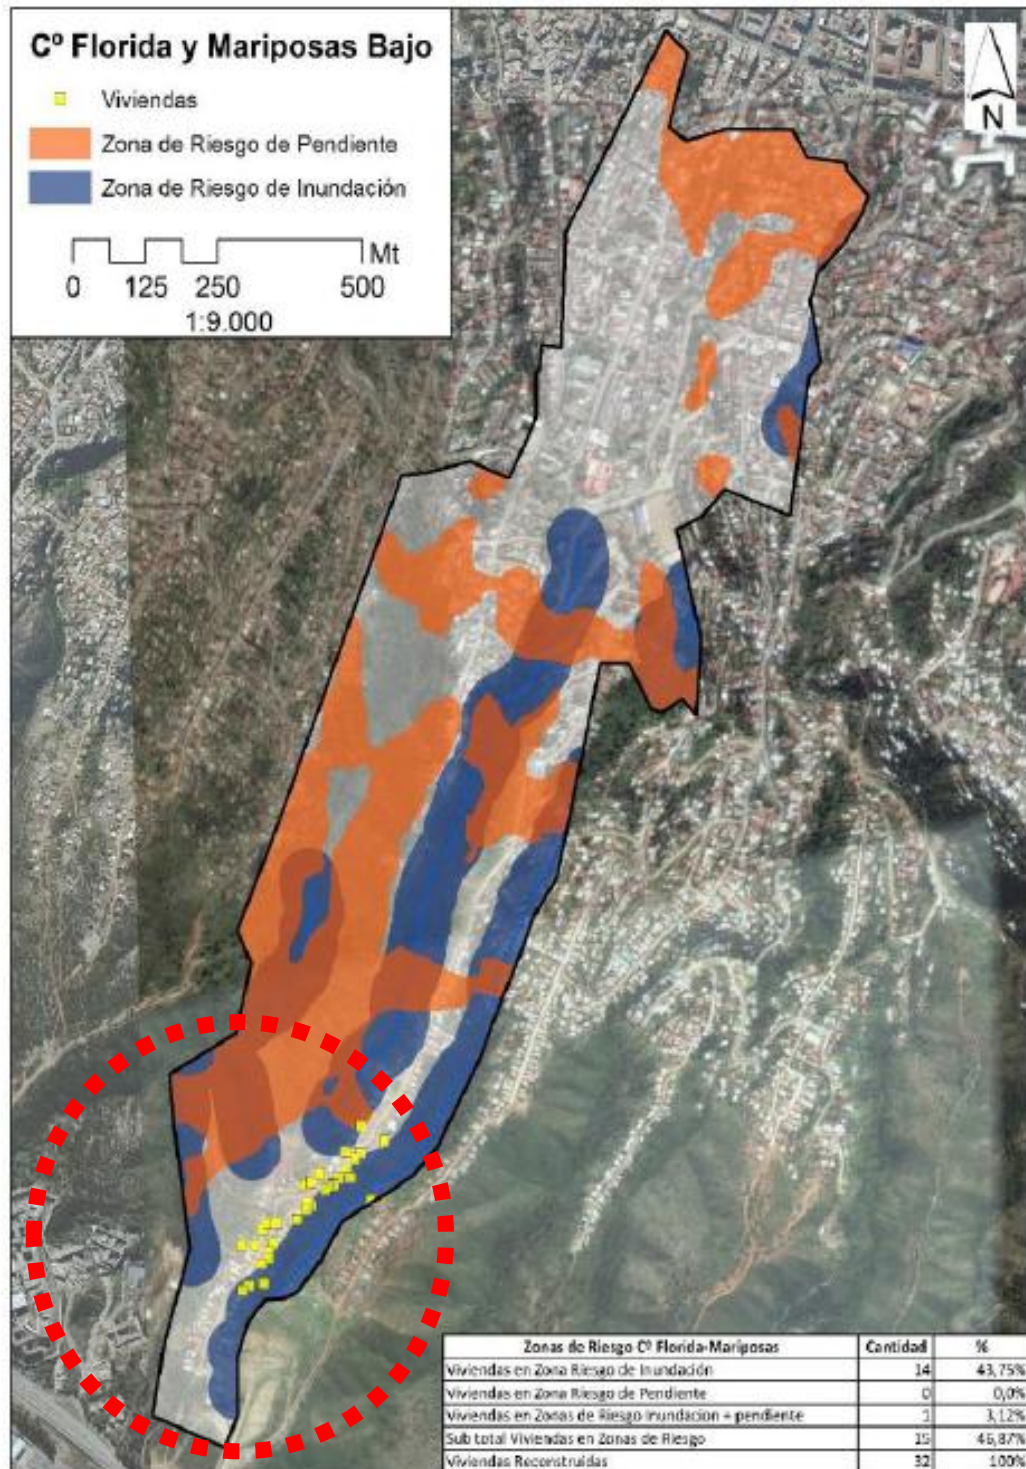 Cº Florida y Mariposas Bajo
Viviendas
Zona de Riesgo de Pendiente
Zona de Riesgo de Inundación
Mt
0 125 250 500
1:9.000
N
Zonas de Riesgo Cº Florida-Mariposas Cantidad %
Viviendas en Zona Riesgo de Inundación 14 43,75%
Viviendas en Zona Riesgo de Pendiente 0 0,0%
Viviendas en Zonas de Riesgo Inundacion + pendiente 1 3,12%
Sub total Viviendas en Zonas de Riesgo 15 46,87%
Viviendas Reconstruidas 32 100%